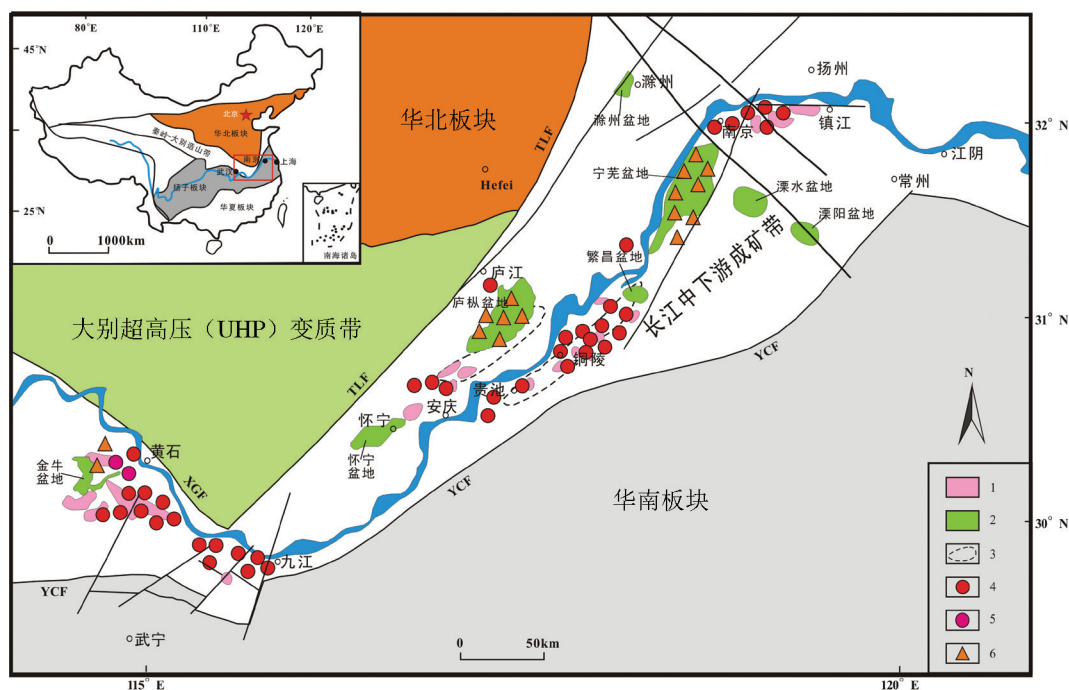 80°E
110°E
120°E
45°N
25°N
北京
华北板块
秦岭-大别造山带
南京
上海
武汉
扬子板块
华夏板块
0 1000km
南海诸岛
华北板块
Hefei
TLF
滁州
滁州盆地
扬州
南京
镇江
32°N
江阴
常州
宁芜盆地
溧水盆地
溧阳盆地
繁昌盆地
长江中下游成矿带
庐江
庐枞盆地
大别超高压（UHP）变质带
31°N
铜陵
YCF
TLF
贵池
安庆
怀宁
怀宁
盆地
N
黄石
金牛
盆地
XGF
YCF
华南板块
1
2
30°N
3
九江
4
YCF
5
武宁
0 50km
6
115°E
120°E